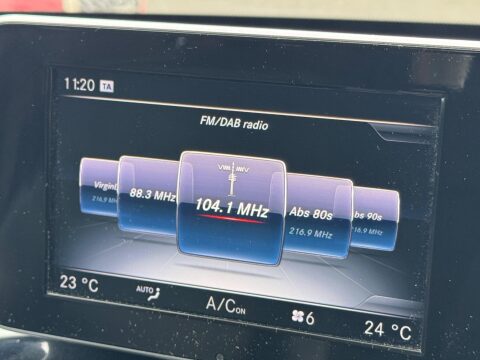 11:20 TA
FM/DAB radio
88.3 MHz
104.1 MHz
Abs 80s
216.9 MHz
Abs 90s
216.9 MHz
216.9 MHz
23 °C
AUTO
A/C ON
6
24 °C